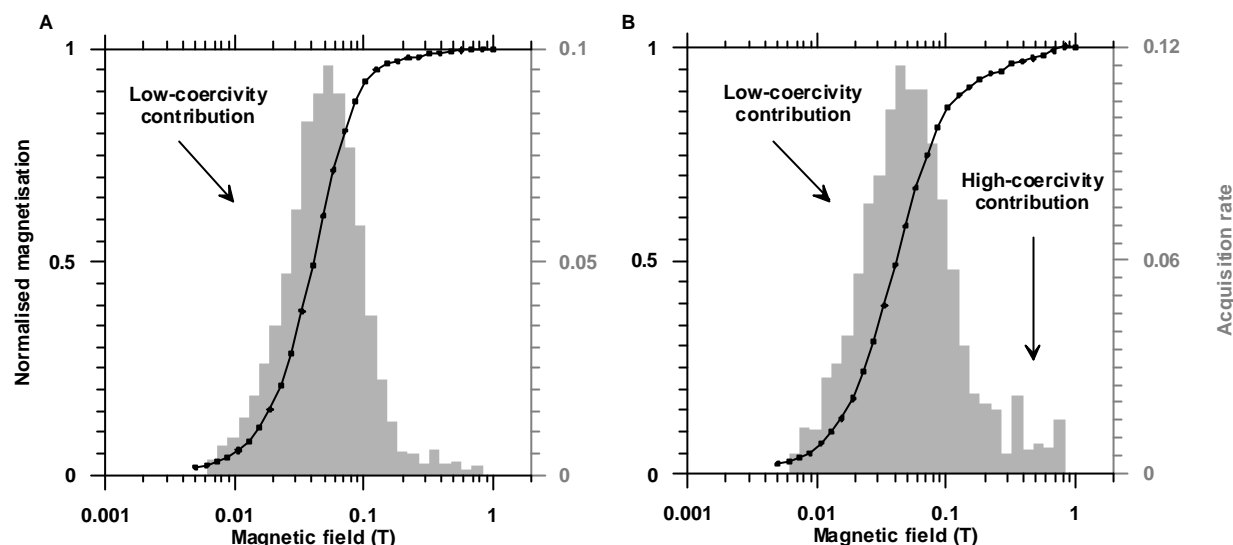 A
1
0.5
0
Normalised magnetisation
Low-coercivity
contribution
0.1
0.05
0
0.001
0.01
0.1
1
Magnetic field (T)
B
1
0.5
0
Low-coercivity
contribution
High-coercivity
contribution
0.12
0.06
0
Acquisition rate
0.001
0.01
0.1
1
Magnetic field (T)